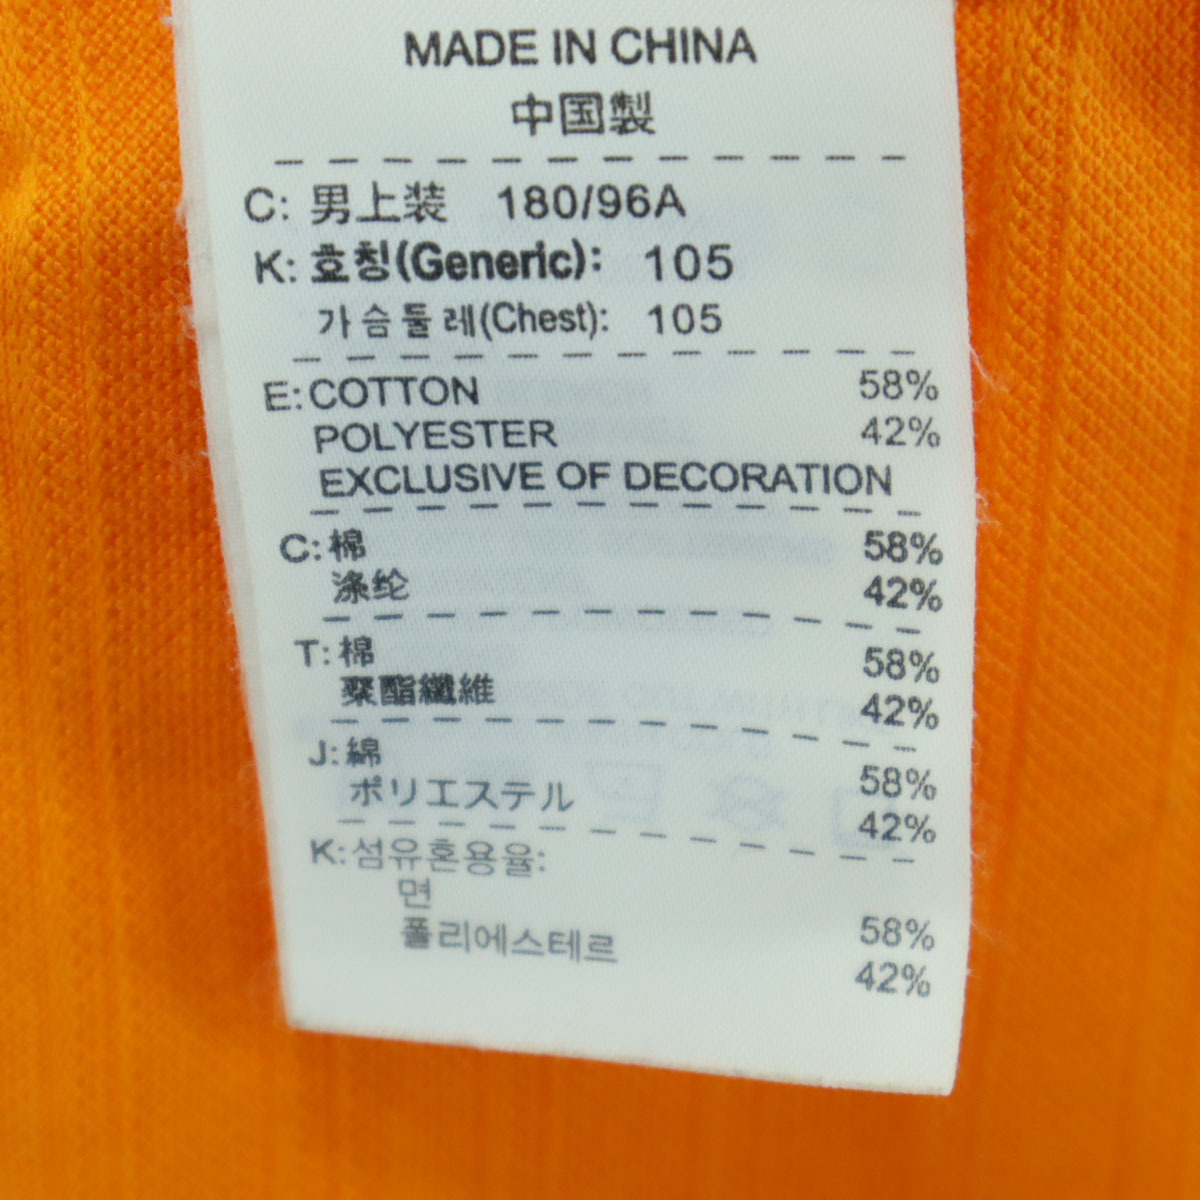 MADE IN CHINA
中国製
C: 男上装 180/96A
K: 호칭(Generic): 105
가슴둘레(Chest): 105
E: COTTON 58%
POLYESTER 42%
EXCLUSIVE OF DECORATION
C: 棉 58%
涤纶 42%
T: 棉 58%
聚酯纖維 42%
J: 綿 58%
ポリエステル 42%
K: 섬유혼용율:
면 58%
폴리에스테르 42%